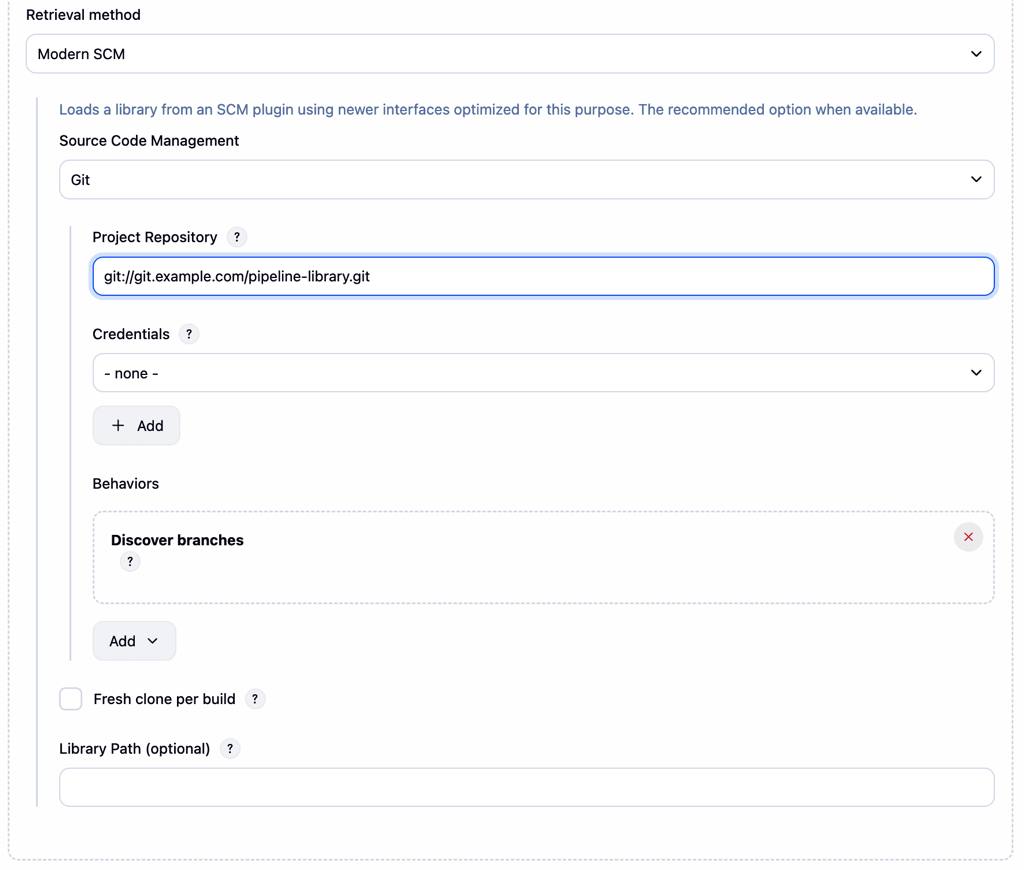 Retrieval method
Modern SCM
Loads a library from an SCM plugin using newer interfaces optimized for this purpose. The recommended option when available.
Source Code Management
Git
Project Repository ?
git://git.example.com/pipeline-library.git
Credentials ?
- none -
+ Add
Behaviors
Discover branches
?
Add
Fresh clone per build ?
Library Path (optional) ?